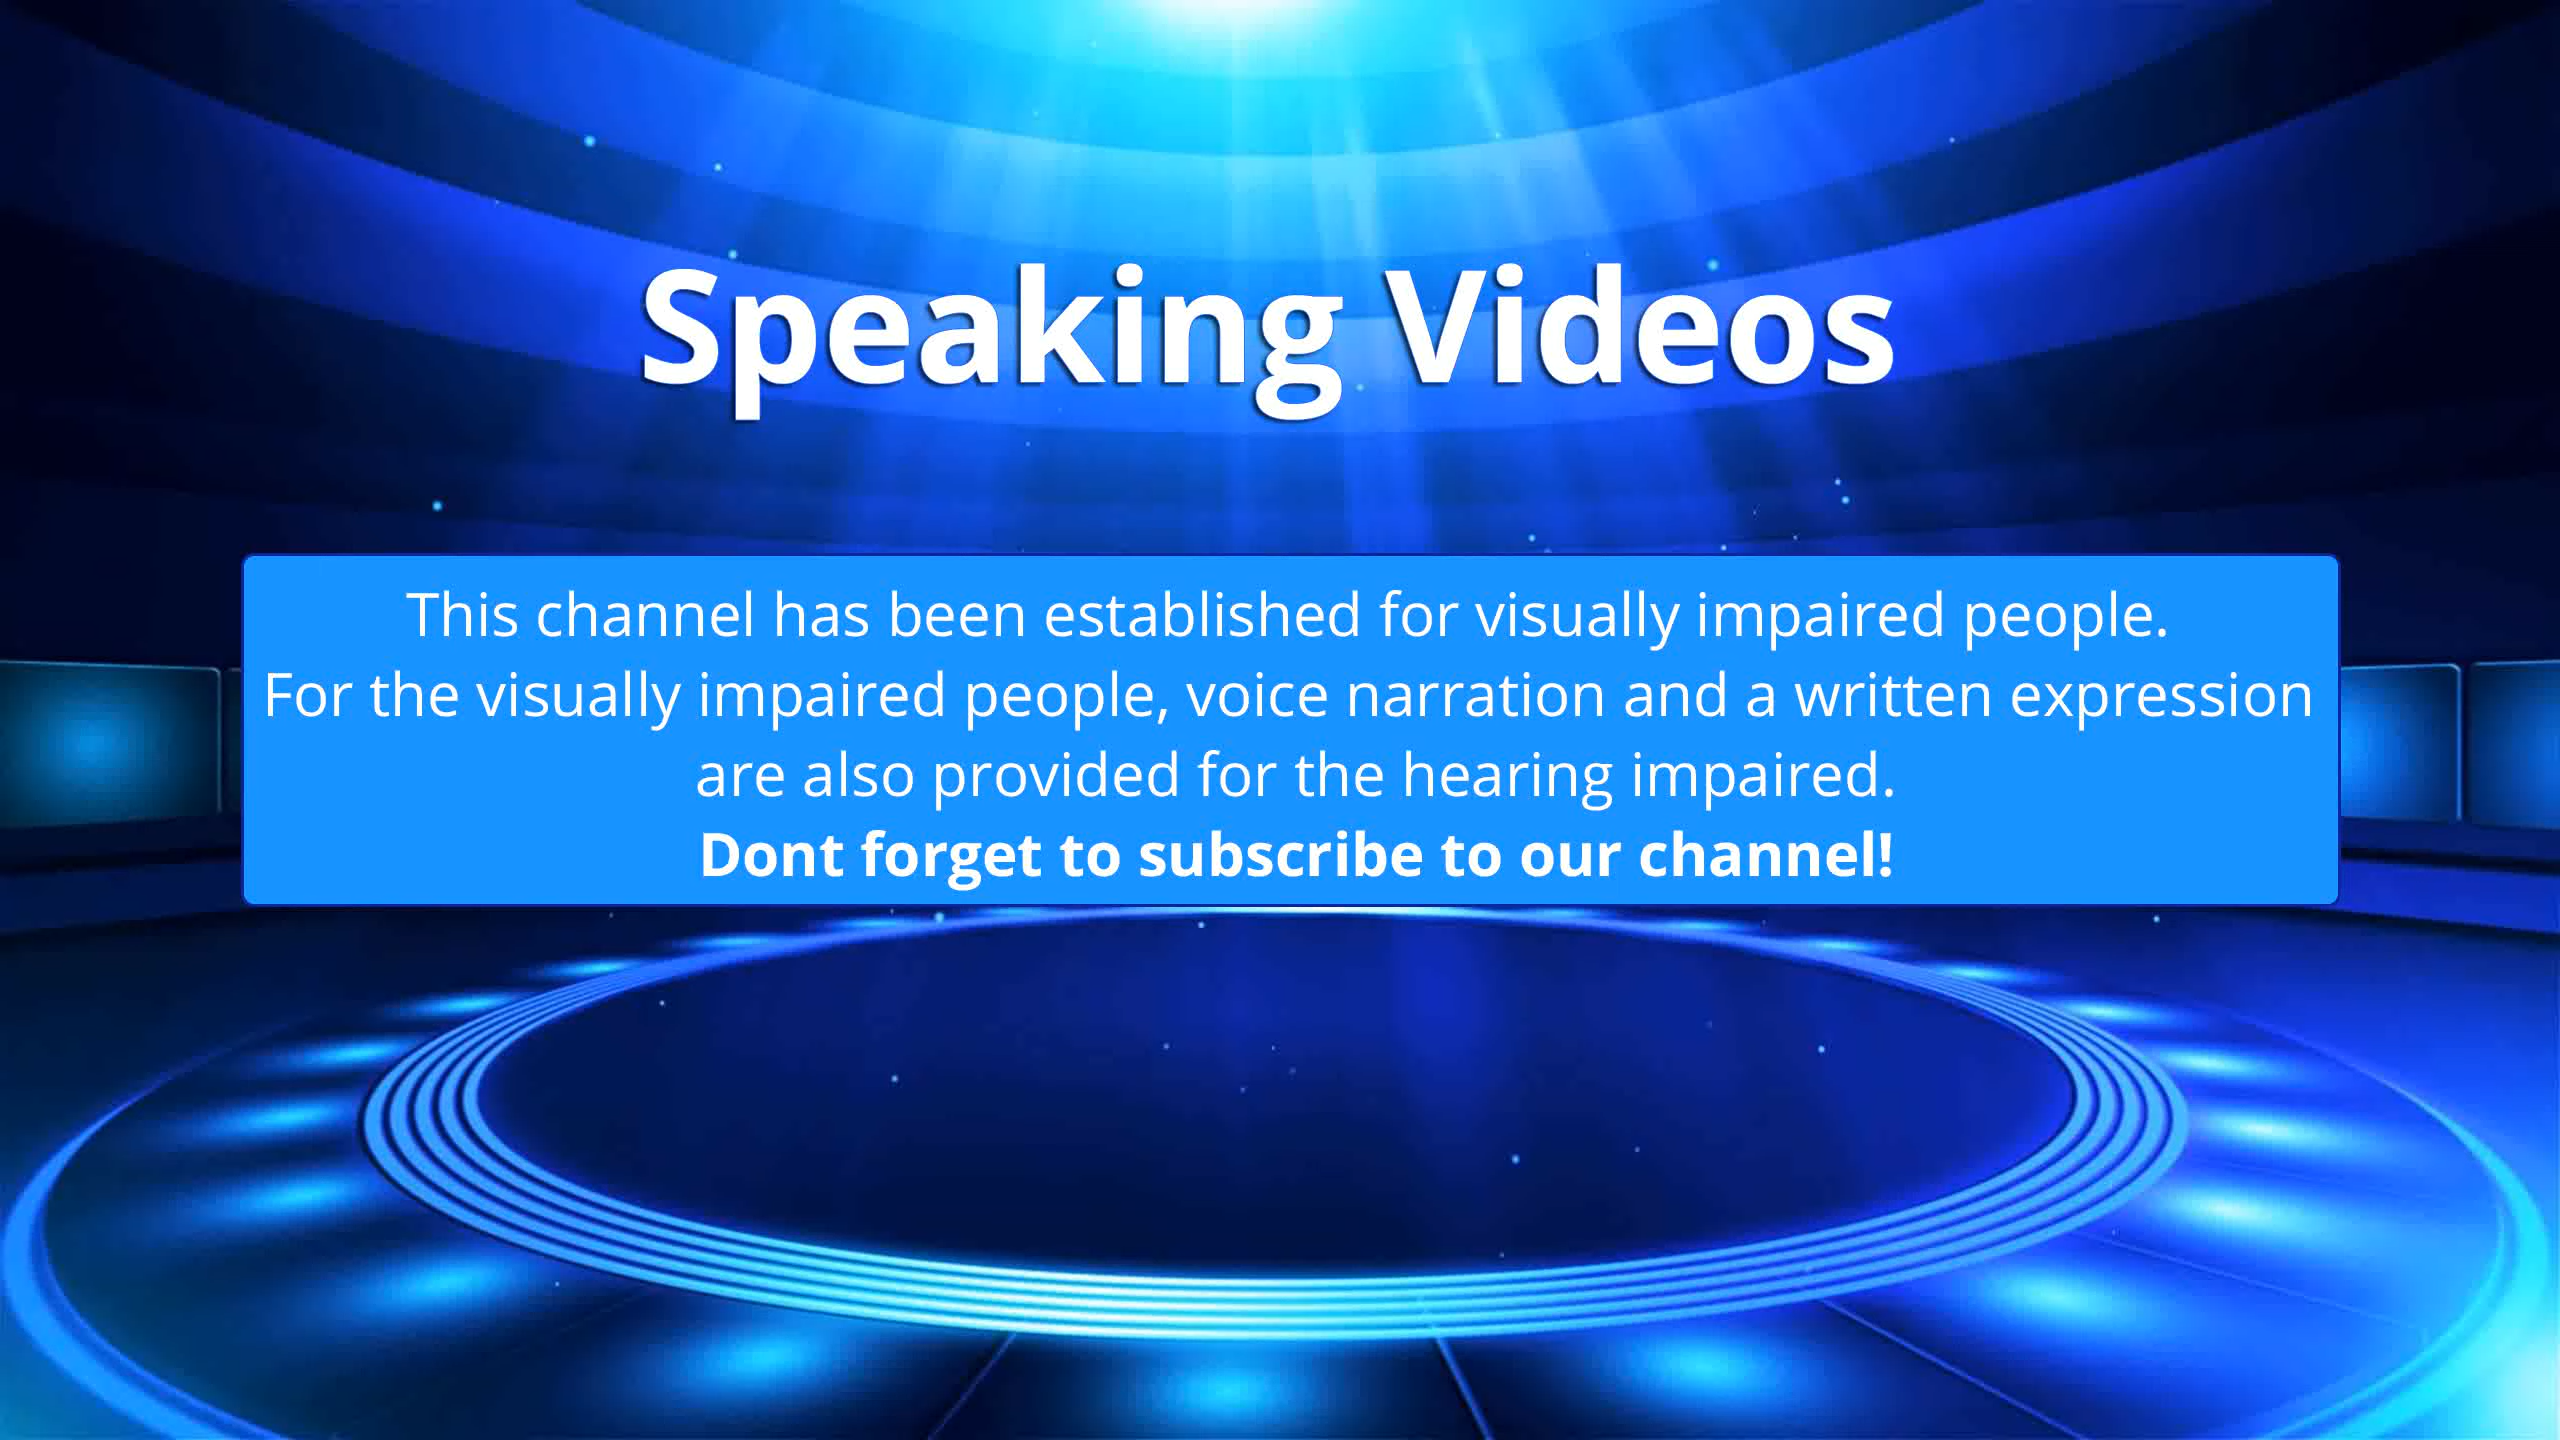 Speaking Videos
This channel has been established for visually impaired people.
For the visually impaired people, voice narration and a written expression
are also provided for the hearing impaired.
Dont forget to subscribe to our channel!